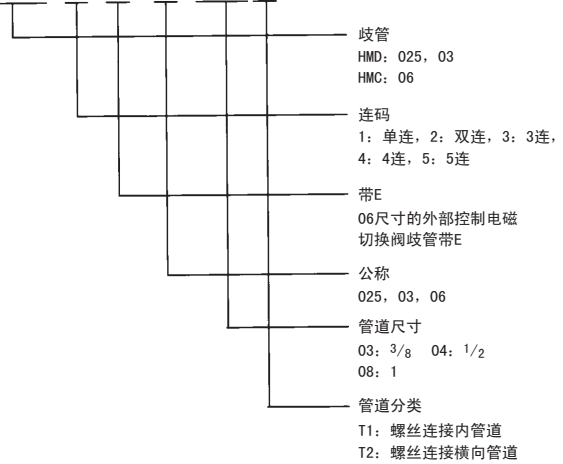 歧管
HMD：025，03
HMC：06
连码
1：单连，2：双连，3：3连，
4：4连，5：5连
带E
06尺寸的外部控制电磁
切换阀歧管带E
公称
025，03，06
管道尺寸
03：3/8 04：1/2
08：1
管道分类
T1：螺丝连接内管道
T2：螺丝连接横向管道